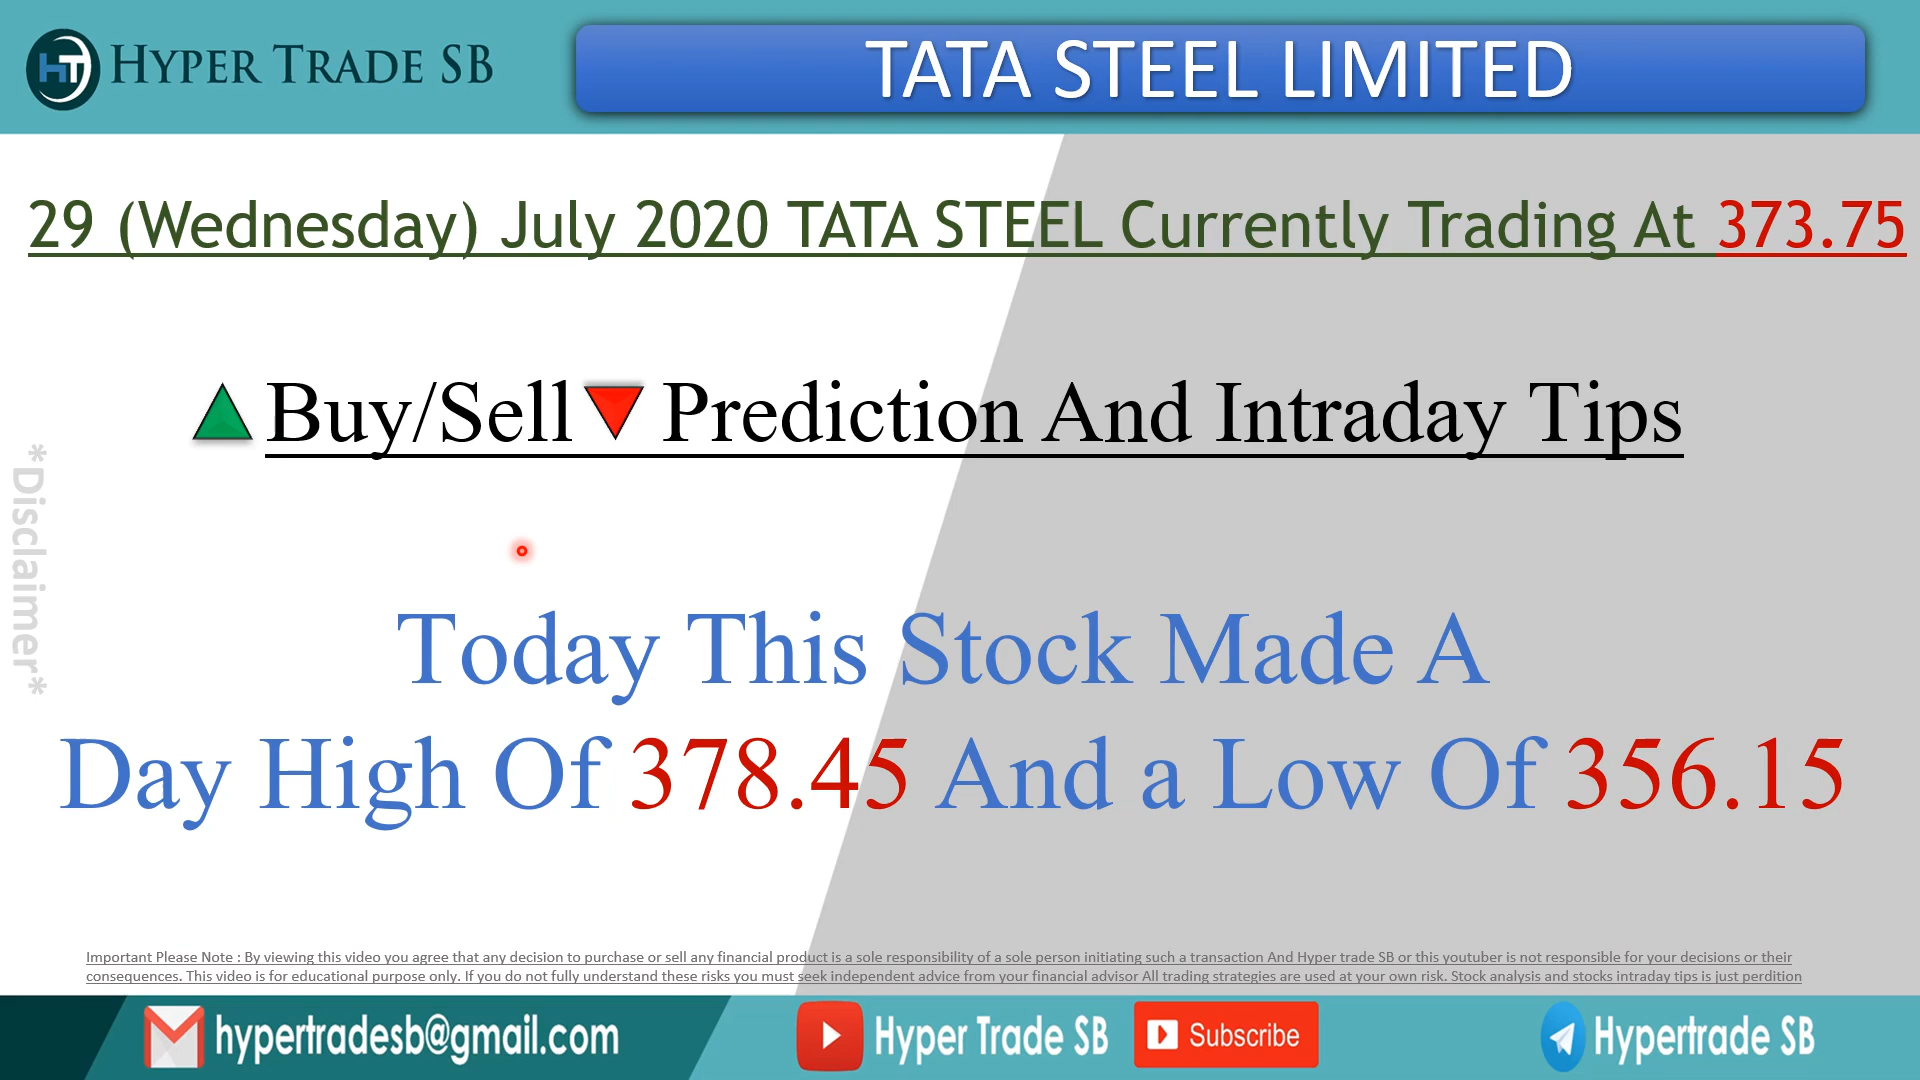 HT HYPER TRADE SB
TATA STEEL LIMITED
29 (Wednesday) July 2020 TATA STEEL Currently Trading At 373.75
Buy/Sell Prediction And Intraday Tips
*Disclaimer*
Today This Stock Made A
Day High Of 378.45 And a Low Of 356.15
Important Please Note : By viewing this video you agree that any decision to purchase or sell any financial product is a sole responsibility of a sole person initiating such a transaction And Hyper trade SB or this youtuber is not responsible for your decisions or their
consequences. This video is for educational purpose only. If you do not fully understand these risks you must seek independent advice from your financial advisor All trading strategies are used at your own risk. Stock analysis and stocks intraday tips is just perdition
hypertradesb@gmail.com
Hyper Trade SB
Subscribe
Hypertrade SB